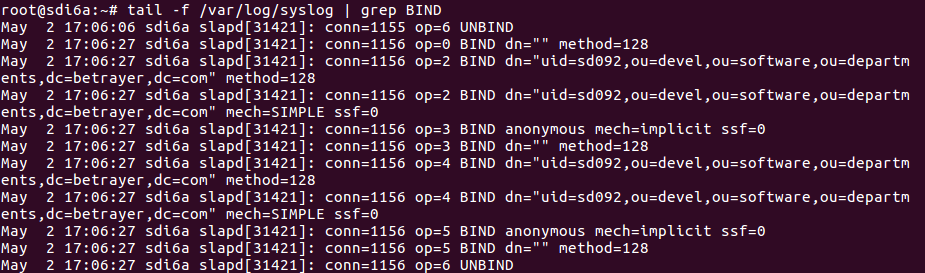 root@sdi6a:~# tail -f /var/log/syslog | grep BIND
May  2 17:06:06 sdi6a slapd[31421]: conn=1155 op=6 UNBIND
May  2 17:06:27 sdi6a slapd[31421]: conn=1156 op=0 BIND dn="" method=128
May  2 17:06:27 sdi6a slapd[31421]: conn=1156 op=2 BIND dn="uid=sd092,ou=devel,ou=software,ou=departm
ents,dc=betrayer,dc=com" method=128
May  2 17:06:27 sdi6a slapd[31421]: conn=1156 op=2 BIND dn="uid=sd092,ou=devel,ou=software,ou=departm
ents,dc=betrayer,dc=com" mech=SIMPLE ssf=0
May  2 17:06:27 sdi6a slapd[31421]: conn=1156 op=3 BIND anonymous mech=implicit ssf=0
May  2 17:06:27 sdi6a slapd[31421]: conn=1156 op=3 BIND dn="" method=128
May  2 17:06:27 sdi6a slapd[31421]: conn=1156 op=4 BIND dn="uid=sd092,ou=devel,ou=software,ou=departm
ents,dc=betrayer,dc=com" method=128
May  2 17:06:27 sdi6a slapd[31421]: conn=1156 op=4 BIND dn="uid=sd092,ou=devel,ou=software,ou=departm
ents,dc=betrayer,dc=com" mech=SIMPLE ssf=0
May  2 17:06:27 sdi6a slapd[31421]: conn=1156 op=5 BIND anonymous mech=implicit ssf=0
May  2 17:06:27 sdi6a slapd[31421]: conn=1156 op=5 BIND dn="" method=128
May  2 17:06:27 sdi6a slapd[31421]: conn=1156 op=6 UNBIND